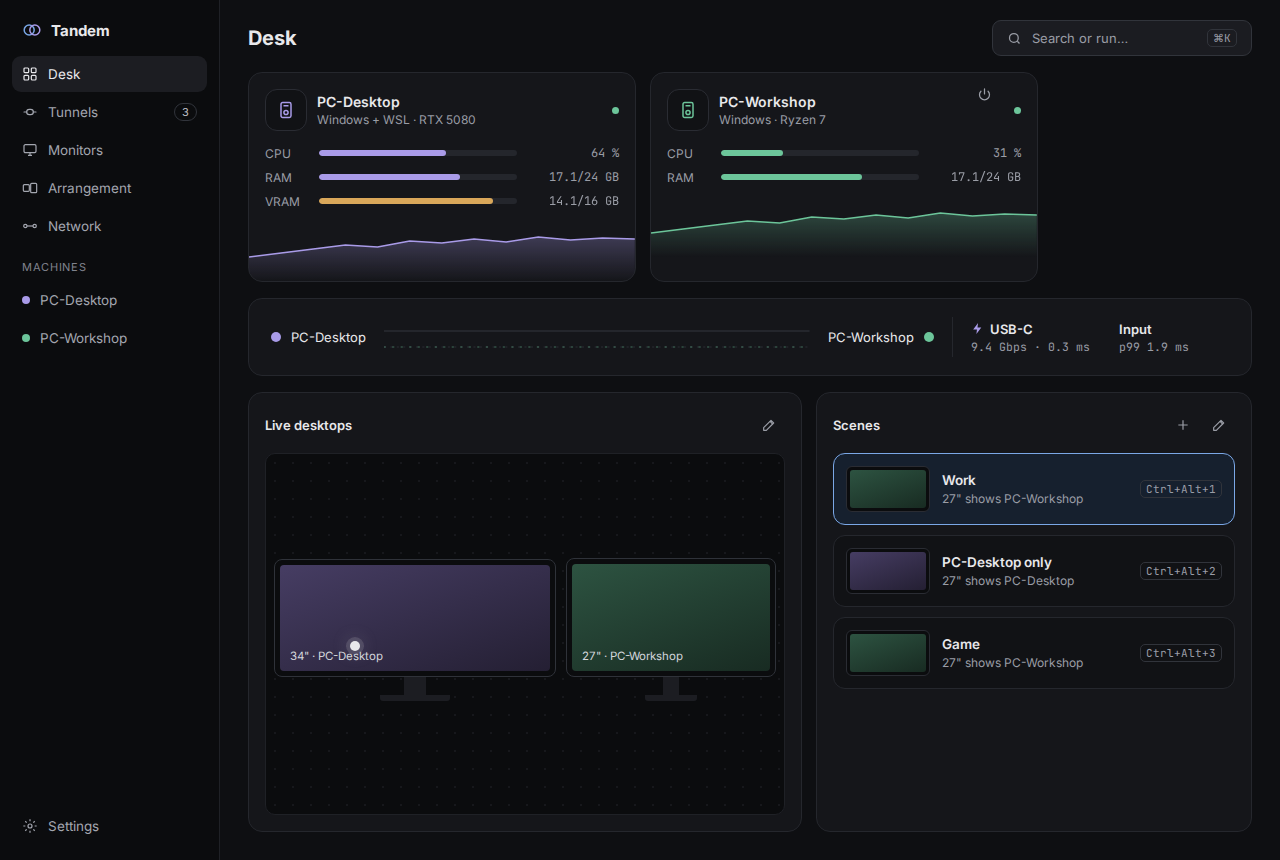 Tandem
Desk
Tunnels
3
Monitors
Arrangement
Network
MACHINES
PC-Desktop
PC-Workshop
Settings
Desk
Search or run...
⌘K
PC-Desktop
Windows + WSL · RTX 5080
CPU
64 %
RAM
17.1/24 GB
VRAM
14.1/16 GB
PC-Workshop
Windows · Ryzen 7
CPU
31 %
RAM
17.1/24 GB
PC-Desktop
PC-Workshop
USB-C
9.4 Gbps · 0.3 ms
Input
p99 1.9 ms
Live desktops
34" · PC-Desktop
27" · PC-Workshop
Scenes
Work
27" shows PC-Workshop
Ctrl+Alt+1
PC-Desktop only
27" shows PC-Desktop
Ctrl+Alt+2
Game
27" shows PC-Workshop
Ctrl+Alt+3